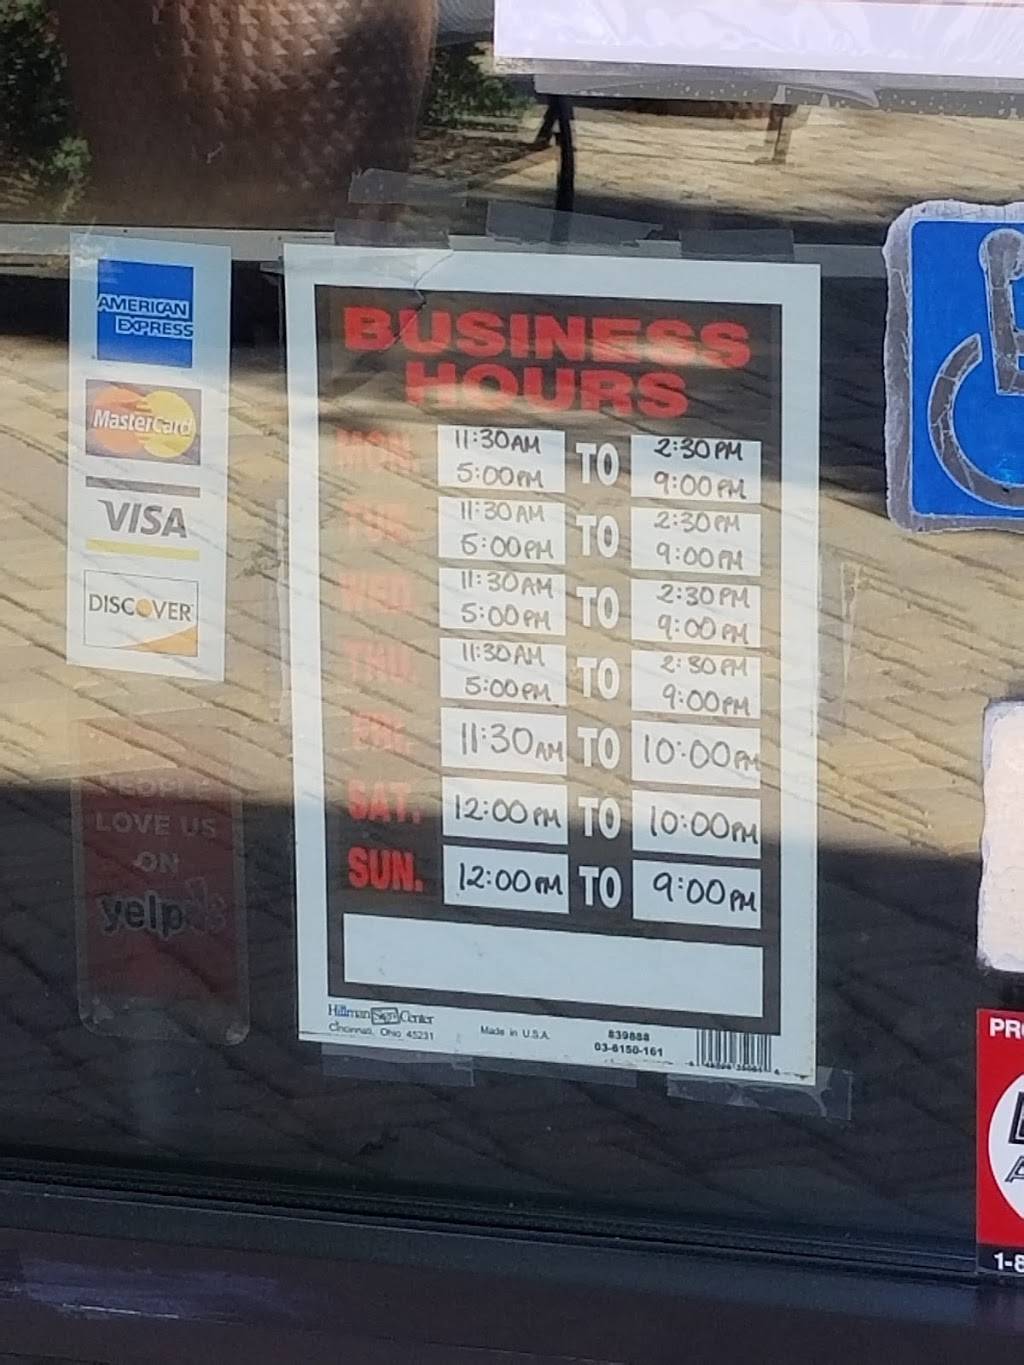 AMERICAN
EXPRESS
MasterCard
VISA
DISCOVER
PEOPLE
LOVE US
ON
yelp
BUSINESS
HOURS
MON. 11:30AM TO 2:30PM
5:00PM 9:00PM
TUE. 11:30AM TO 2:30PM
5:00PM 9:00PM
WED. 11:30AM TO 2:30PM
5:00PM 9:00PM
THU. 11:30AM TO 2:30PM
5:00PM 9:00PM
FRI. 11:30AM TO 10:00PM
SAT. 12:00PM TO 10:00PM
SUN. 12:00PM TO 9:00PM
Hillman Sign Center
Cincinnati, Ohio 45231
Made in U.S.A.
839888
03-6150-161